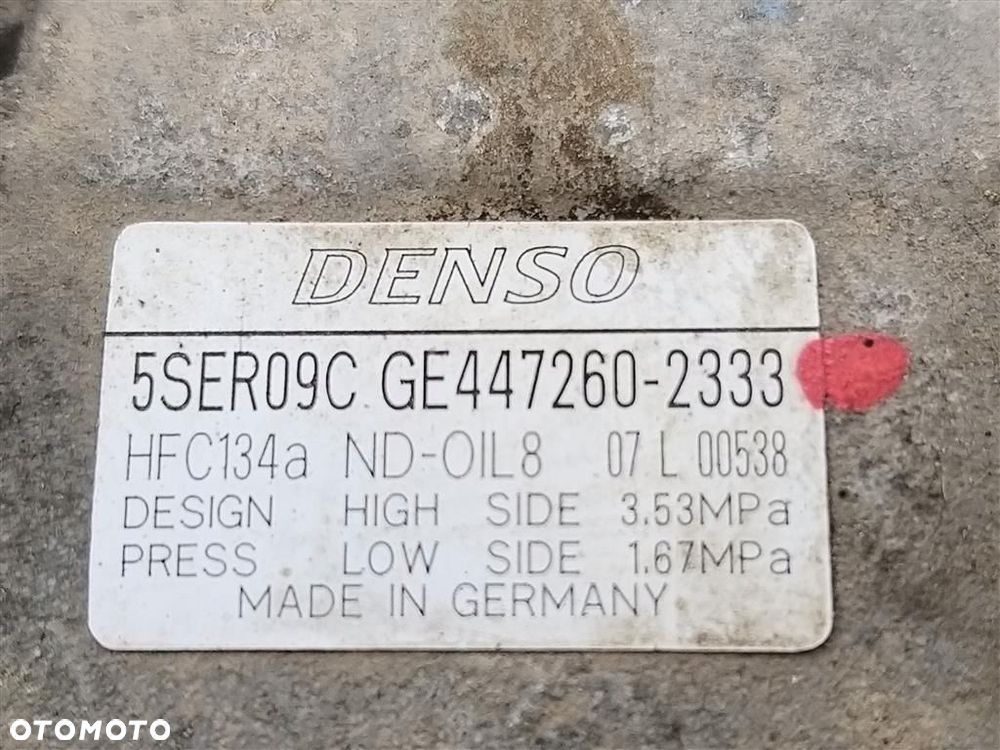 DENSO
5SER09C GE447260-2333
HFC134a ND-OIL8 07 L 00538
DESIGN HIGH SIDE 3.53MPa
PRESS LOW SIDE 1.67MPa
MADE IN GERMANY
OTOMOTO